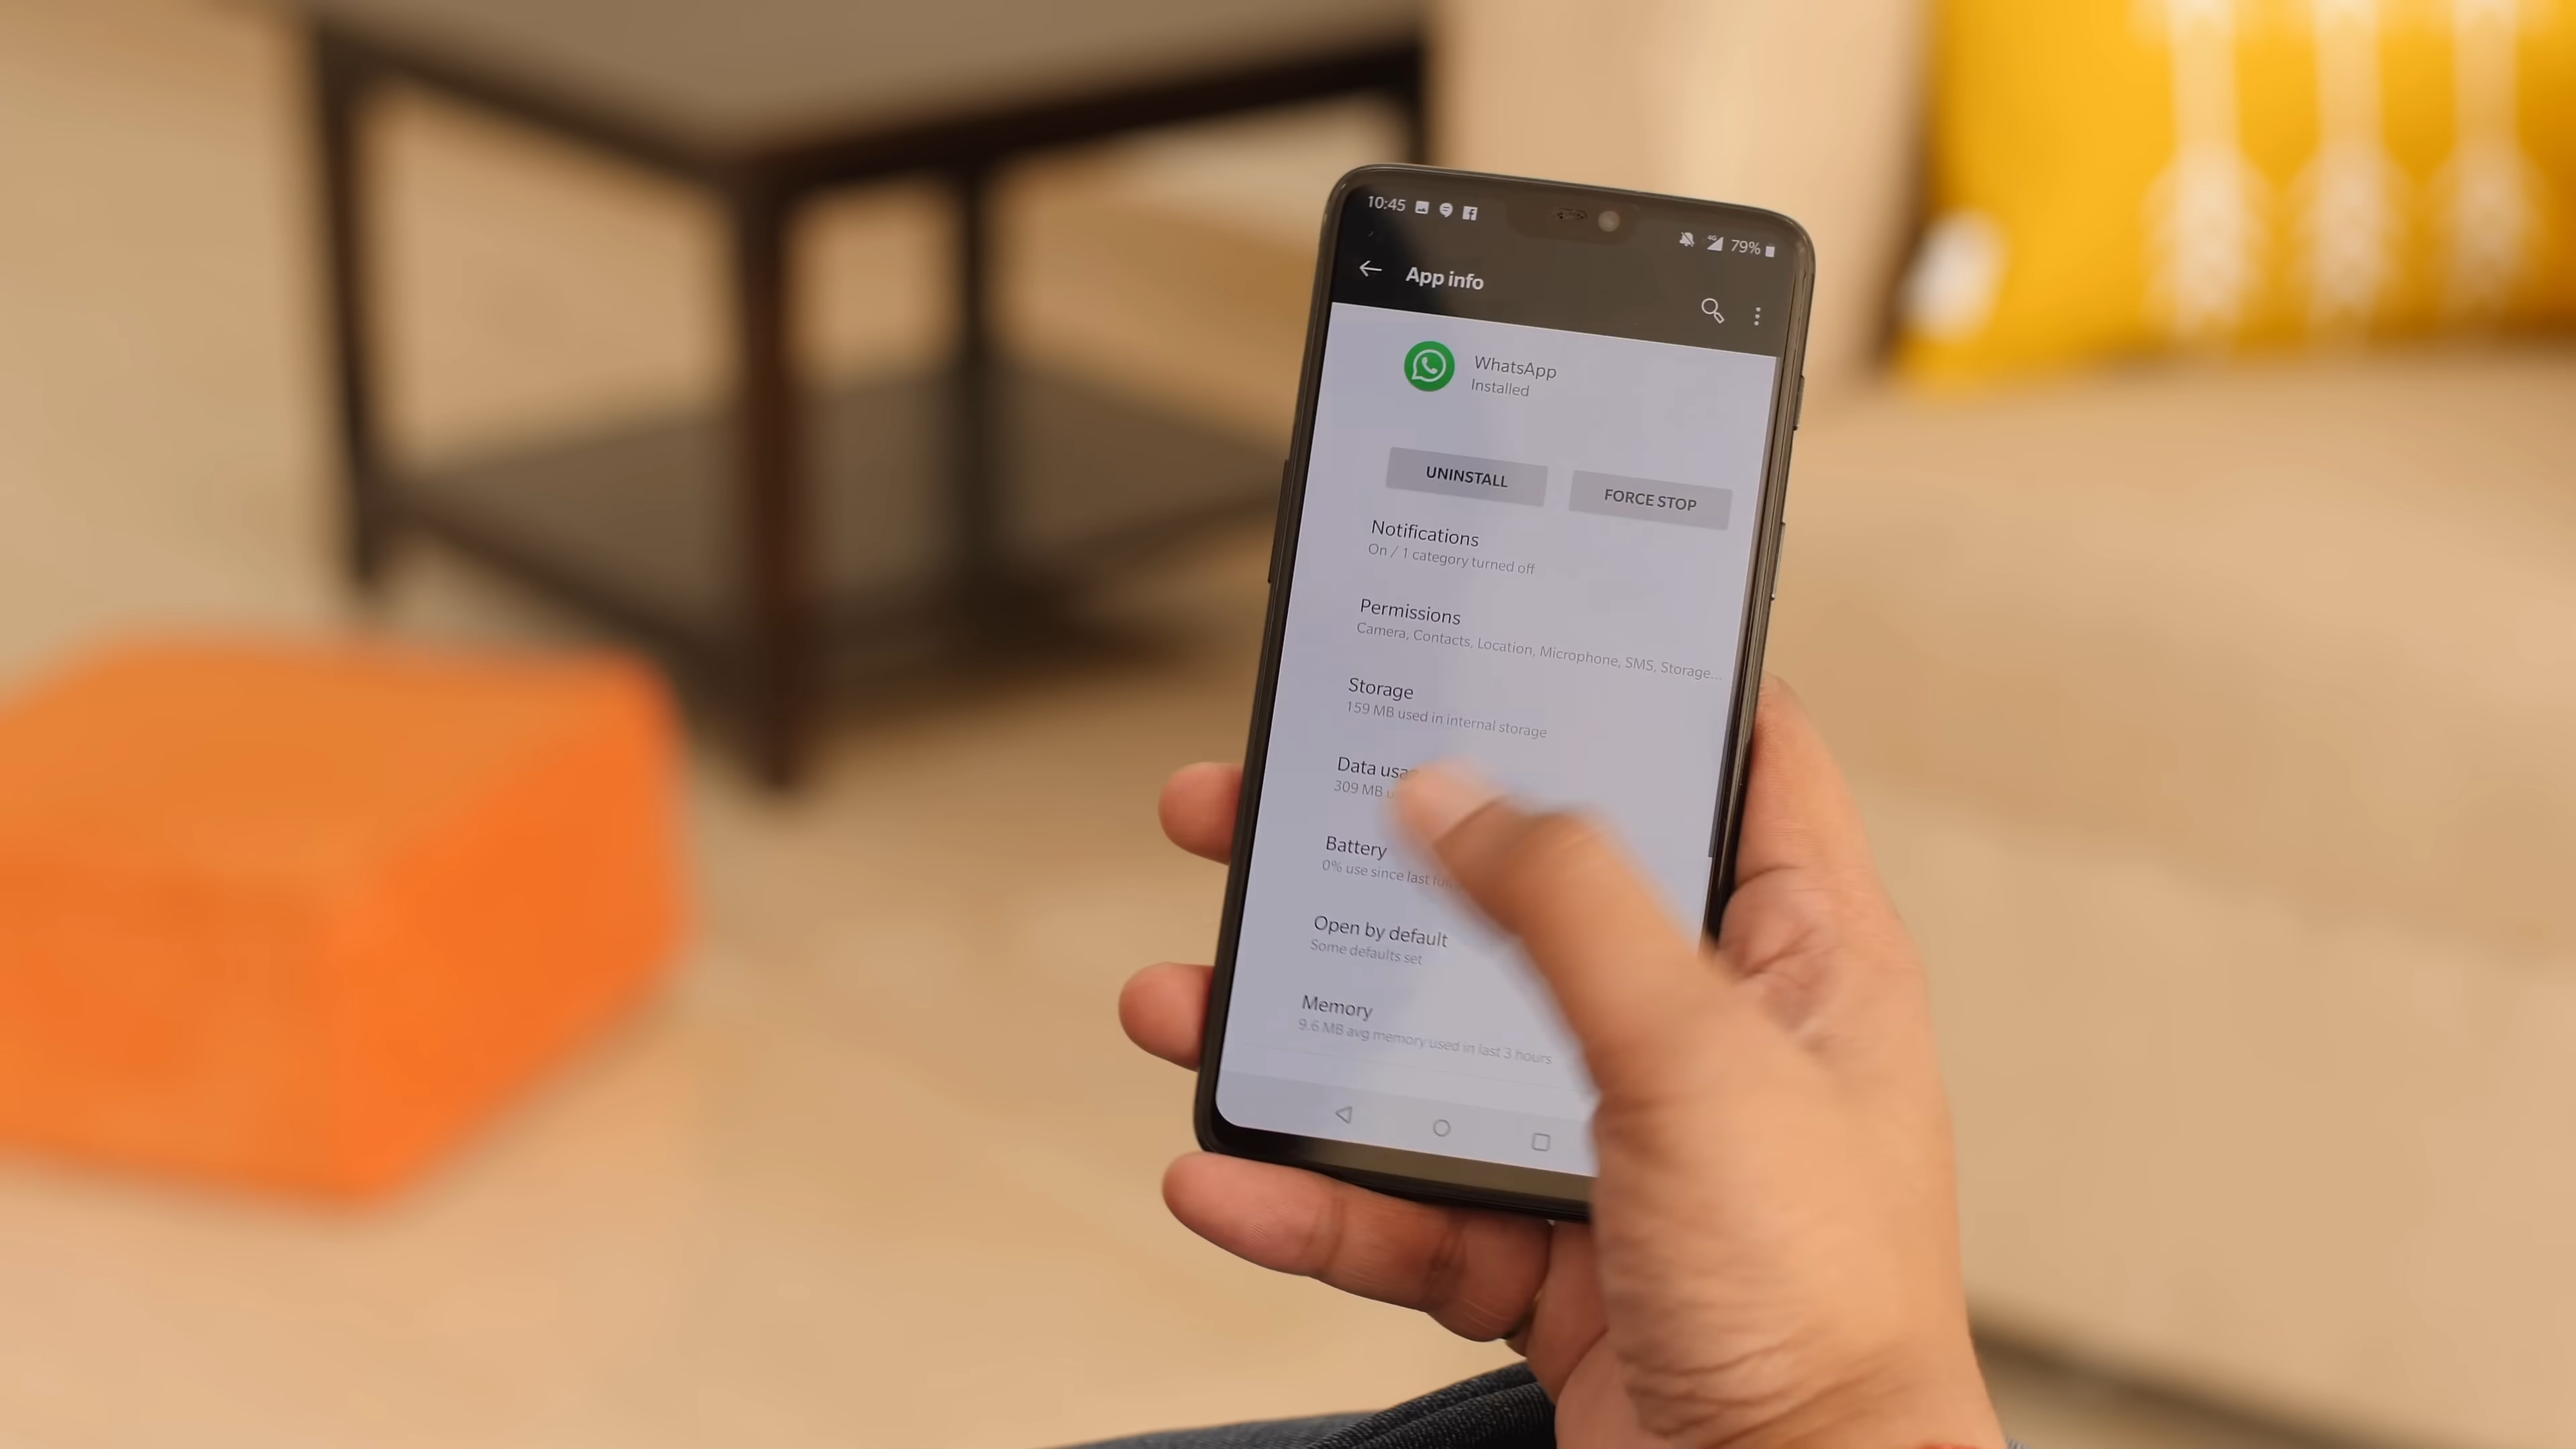 10:45
4G 79%
App info
WhatsApp
Installed
UNINSTALL
FORCE STOP
Notifications
On / 1 category turned off
Permissions
Camera, Contacts, Location, Microphone, SMS, Storage...
Storage
159 MB used in internal storage
Data
309 MB
Battery
0% use since last
Open by default
Some defaults set
Memory
9.6 MB avg memory used in last 3 hours